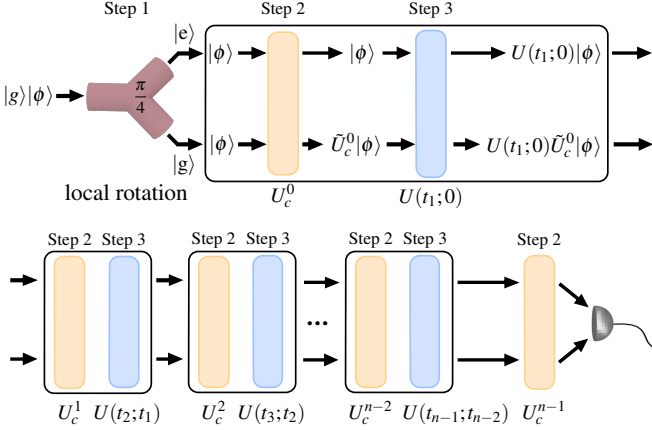 Step 1 Step 2 Step 3
|e⟩
|g⟩|ϕ⟩ π/4 |ϕ⟩ |ϕ⟩ U(t₁;0)|ϕ⟩
|ϕ⟩ Ũ_c^0|ϕ⟩ U(t₁;0)Ũ_c^0|ϕ⟩
|g⟩
local rotation U_c^0 U(t₁;0)
Step 2 Step 3 Step 2 Step 3 Step 2 Step 3 Step 2
...
U_c^1 U(t₂;t₁) U_c^2 U(t₃;t₂) U_c^{n−2} U(t_{n−1};t_{n−2}) U_c^{n−1}